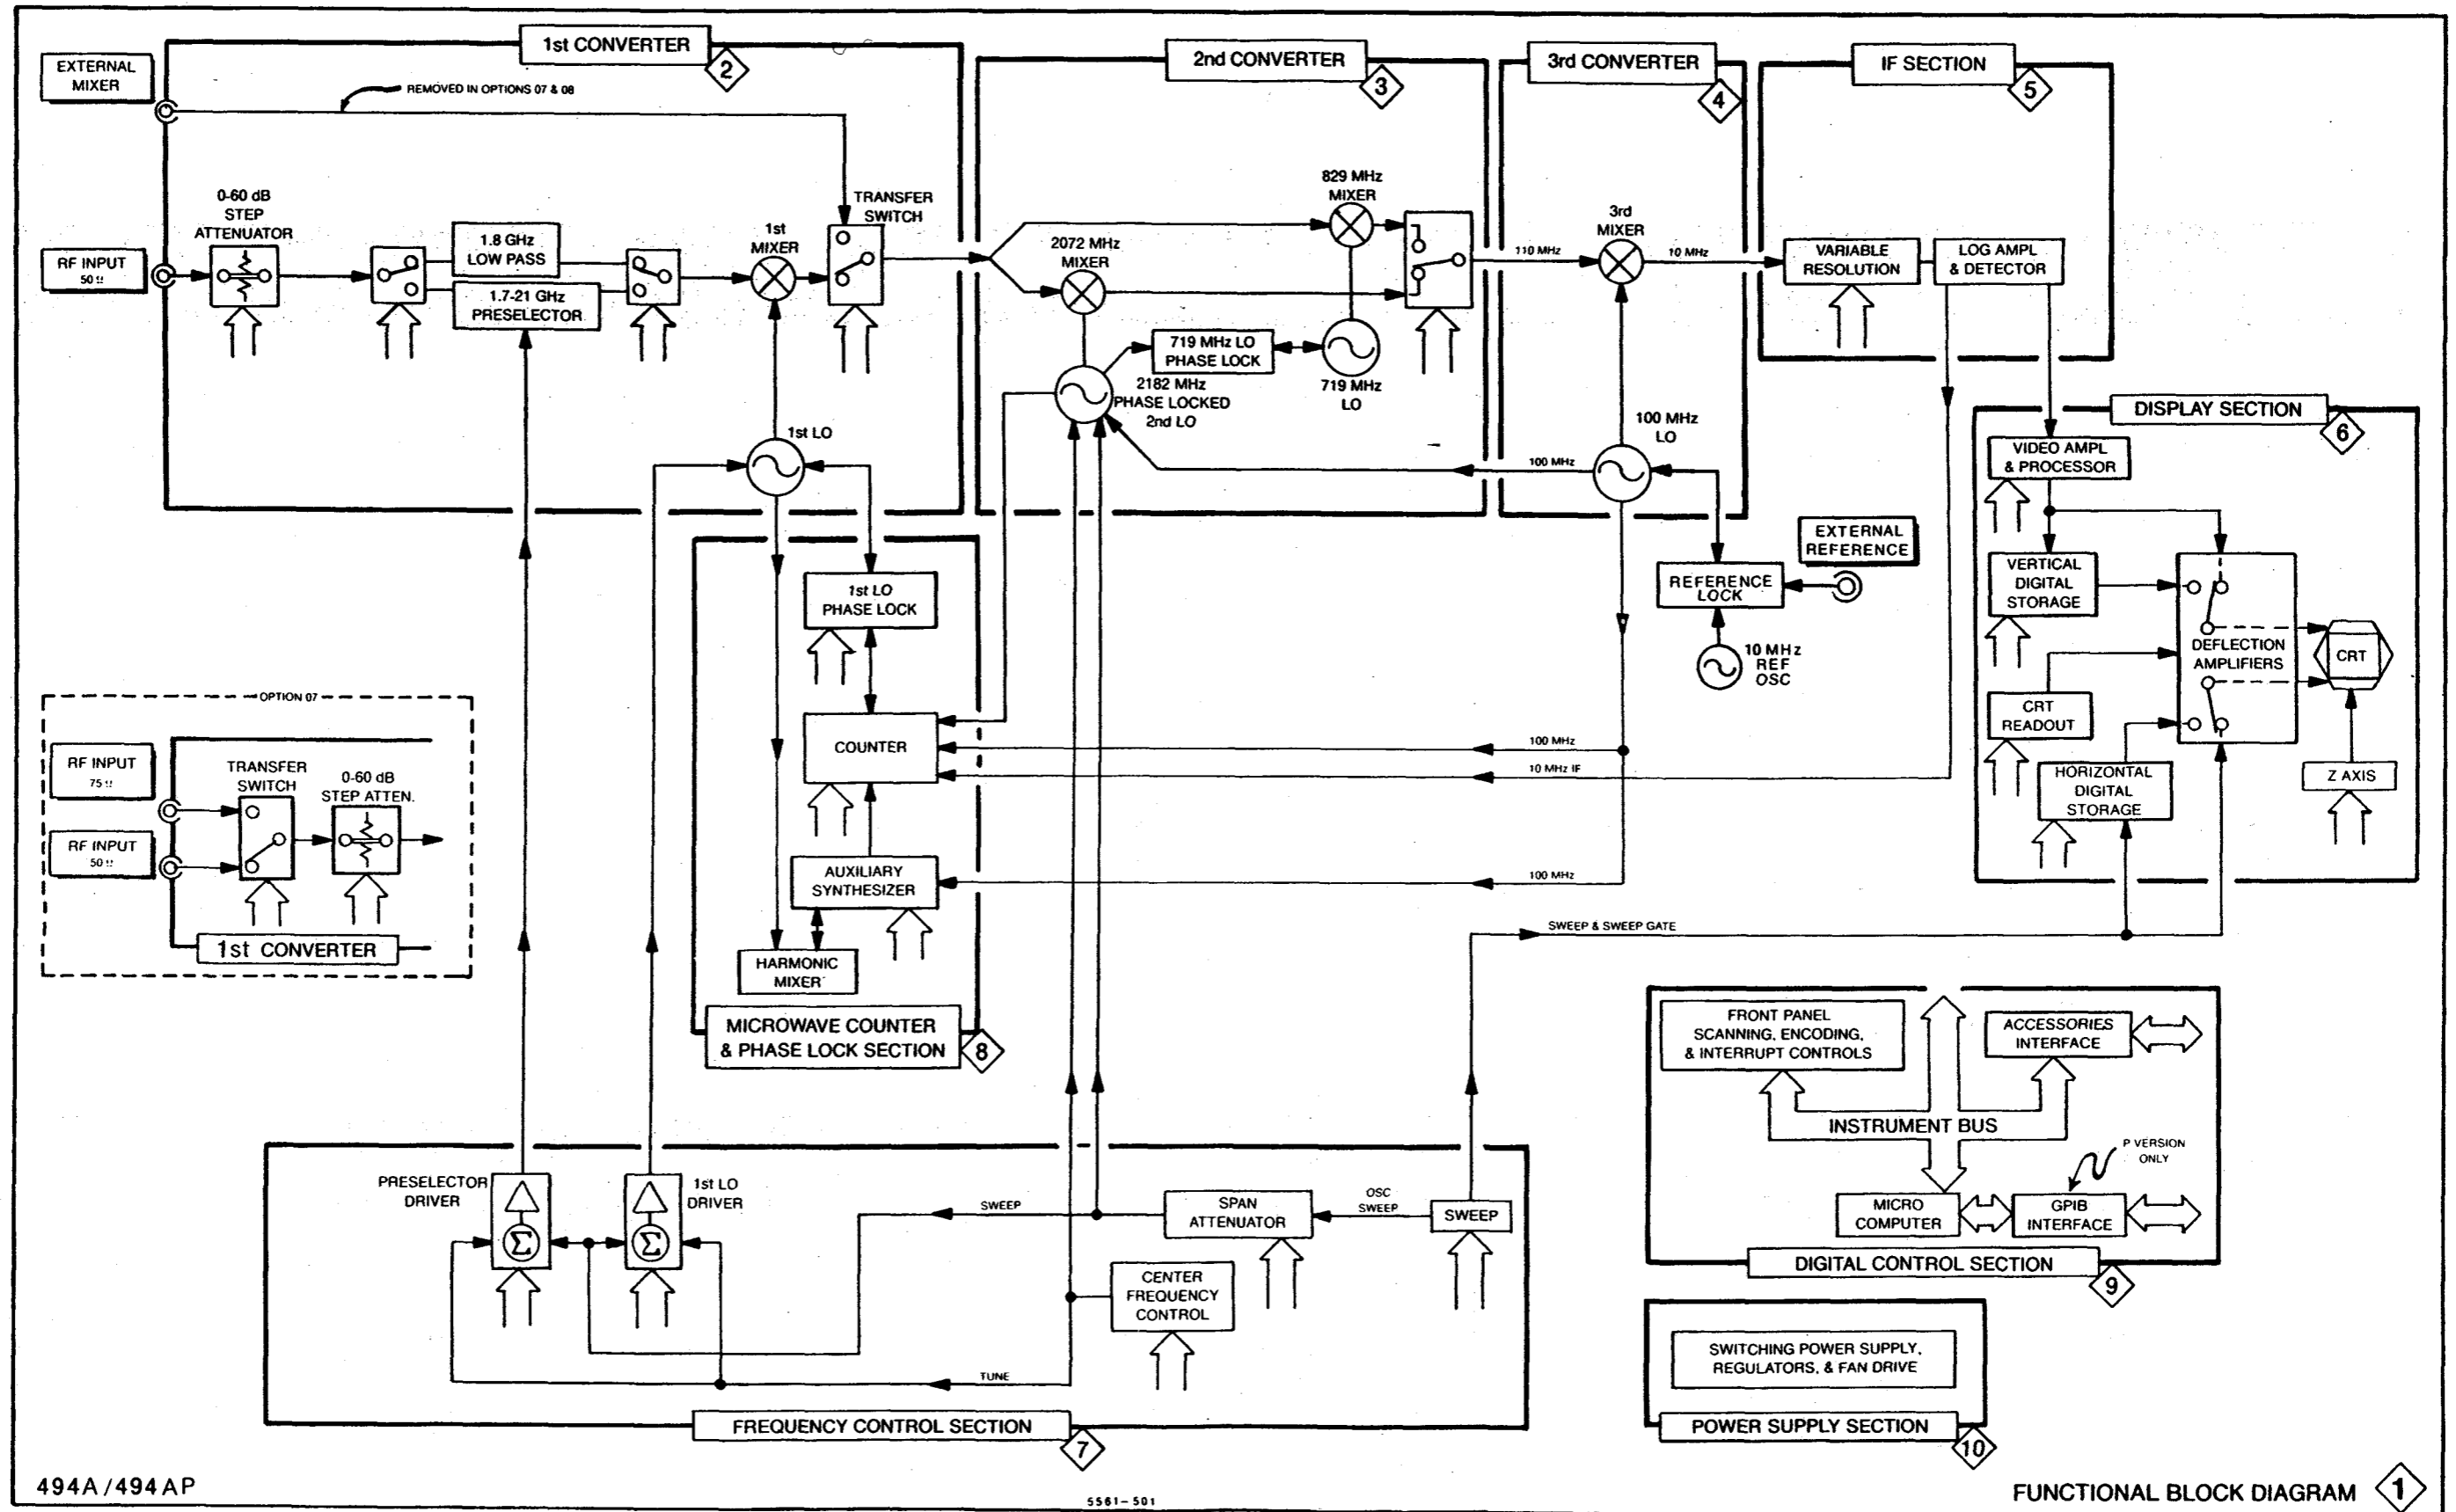 1st CONVERTER
2
EXTERNAL
MIXER
REMOVED IN OPTIONS 07 & 08
0-60 dB
STEP
ATTENUATOR
RF INPUT
50 Ω
1.8 GHz
LOW PASS
1.7-21 GHz
PRESELECTOR
1st
MIXER
TRANSFER
SWITCH
1st LO
2nd CONVERTER
3
829 MHz
MIXER
2072 MHz
MIXER
719 MHz LO
PHASE LOCK
719 MHz
LO
2182 MHz
PHASE LOCKED
2nd LO
3rd CONVERTER
4
110 MHz
3rd
MIXER
10 MHz
100 MHz
LO
100 MHz
IF SECTION
5
VARIABLE
RESOLUTION
LOG AMPL
& DETECTOR
DISPLAY SECTION
6
VIDEO AMPL
& PROCESSOR
VERTICAL
DIGITAL
STORAGE
DEFLECTION
AMPLIFIERS
CRT
CRT
READOUT
HORIZONTAL
DIGITAL
STORAGE
Z AXIS
EXTERNAL
REFERENCE
REFERENCE
LOCK
10 MHz
REF
OSC
1st LO
PHASE LOCK
COUNTER
100 MHz
10 MHz IF
AUXILIARY
SYNTHESIZER
100 MHz
HARMONIC
MIXER
MICROWAVE COUNTER
& PHASE LOCK SECTION
8
OPTION 07
RF INPUT
75 Ω
RF INPUT
50 Ω
TRANSFER
SWITCH
0-60 dB
STEP ATTEN.
1st CONVERTER
SWEEP & SWEEP GATE
PRESELECTOR
DRIVER
Σ
1st LO
DRIVER
Σ
SWEEP
SPAN
ATTENUATOR
OSC
SWEEP
SWEEP
CENTER
FREQUENCY
CONTROL
TUNE
FREQUENCY CONTROL SECTION
7
FRONT PANEL
SCANNING, ENCODING,
& INTERRUPT CONTROLS
ACCESSORIES
INTERFACE
INSTRUMENT BUS
P VERSION
ONLY
MICRO
COMPUTER
GPIB
INTERFACE
DIGITAL CONTROL SECTION
9
SWITCHING POWER SUPPLY,
REGULATORS, & FAN DRIVE
POWER SUPPLY SECTION
10
494A/494AP
5561-501
FUNCTIONAL BLOCK DIAGRAM
1